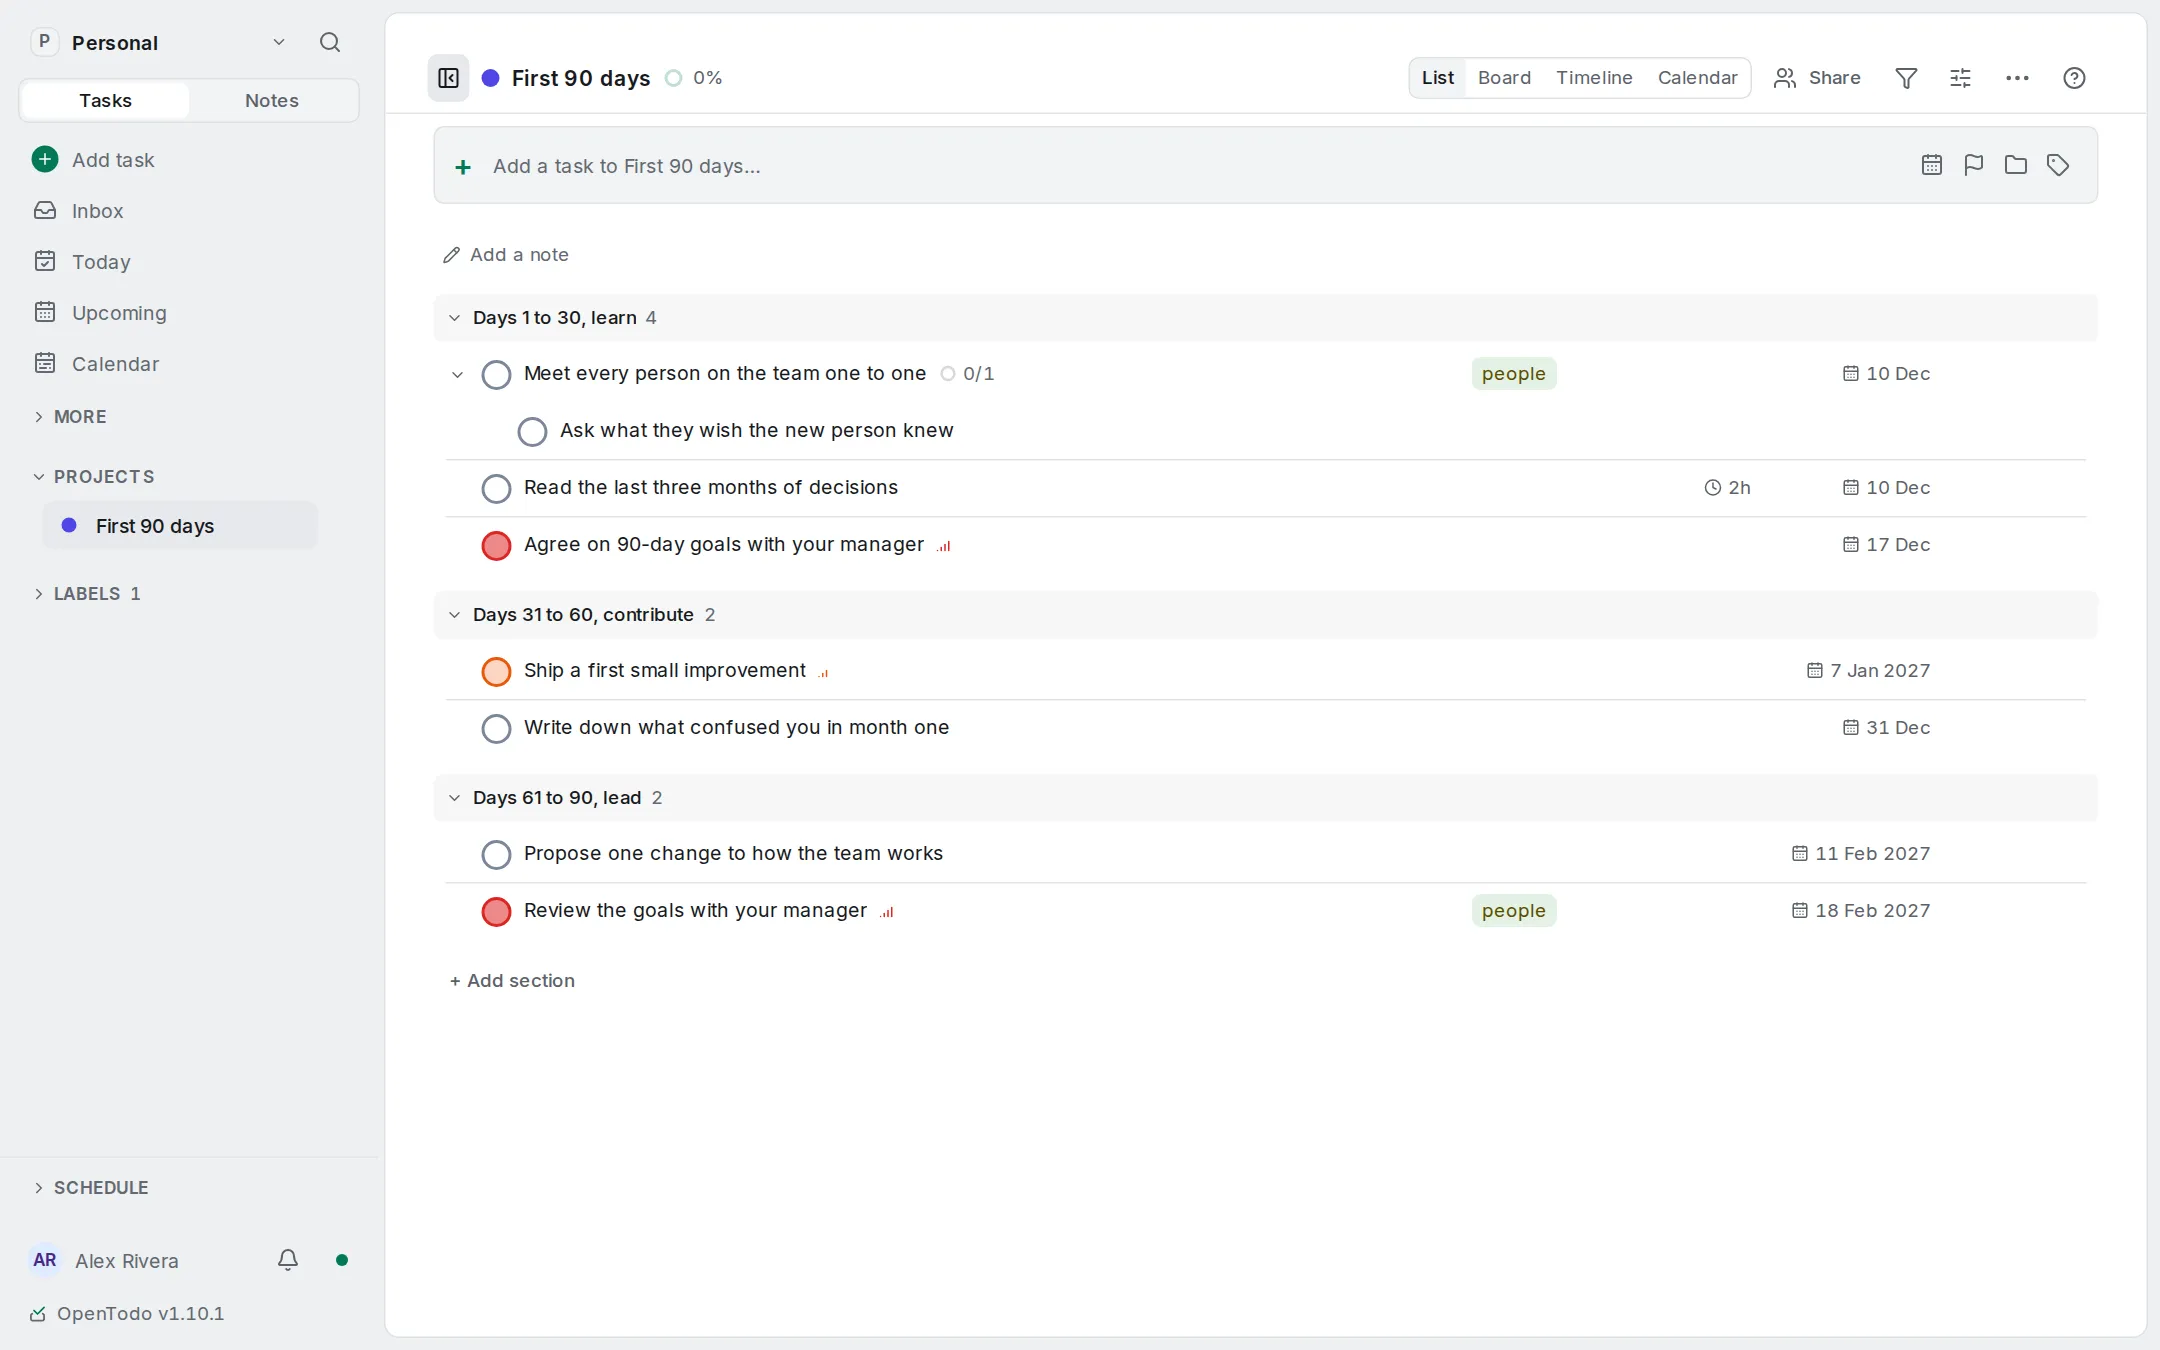 P Personal
Tasks Notes
Add task
Inbox
Today
Upcoming
Calendar
MORE
PROJECTS
First 90 days
LABELS 1
SCHEDULE
AR Alex Rivera
OpenTodo v1.10.1
First 90 days 0%
List Board Timeline Calendar Share
+ Add a task to First 90 days...
Add a note
Days 1 to 30, learn 4
Meet every person on the team one to one 0/1 people 10 Dec
Ask what they wish the new person knew
Read the last three months of decisions 2h 10 Dec
Agree on 90-day goals with your manager 17 Dec
Days 31 to 60, contribute 2
Ship a first small improvement 7 Jan 2027
Write down what confused you in month one 31 Dec
Days 61 to 90, lead 2
Propose one change to how the team works 11 Feb 2027
Review the goals with your manager people 18 Feb 2027
+ Add section